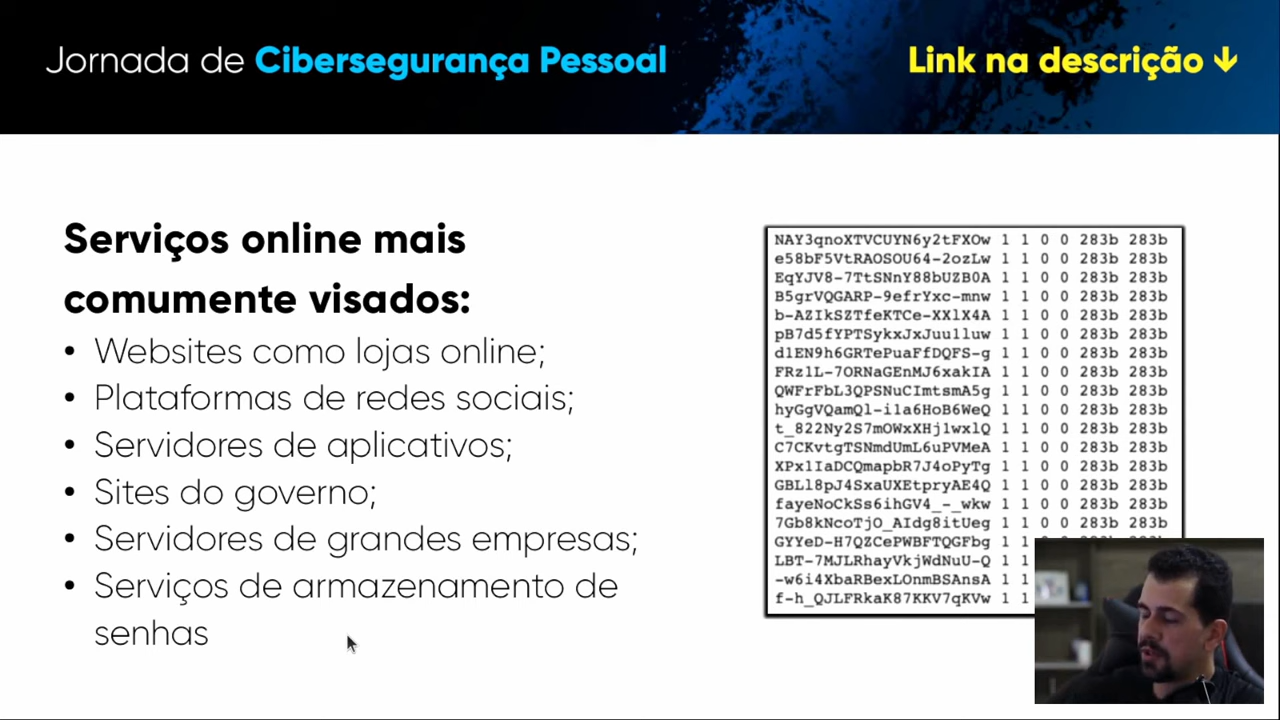 Jornada de Cibersegurança Pessoal
Link na descrição ↓
Serviços online mais
comumente visados:
• Websites como lojas online;
• Plataformas de redes sociais;
• Servidores de aplicativos;
• Sites do governo;
• Servidores de grandes empresas;
• Serviços de armazenamento de
senhas
NAY3qnoXTVCUYN6y2tFXOw 1 1 0 0 283b 283b
e58bF5VtRAOSOU64-2ozLw 1 1 0 0 283b 283b
EqYJV8-7TtSNnY88bUZB0A 1 1 0 0 283b 283b
B5grVQGARP-9efrYxc-mnw 1 1 0 0 283b 283b
b-AZIkSZTfeKTCe-XXlX4A 1 1 0 0 283b 283b
pB7d5fYPTSykxJxJuulluw 1 1 0 0 283b 283b
dlEN9h6GRTePuaFfDQFS-g 1 1 0 0 283b 283b
FRzlL-7ORNaGEnMJ6xakIA 1 1 0 0 283b 283b
QWFrFbL3QPSNuCImtsmA5g 1 1 0 0 283b 283b
hyGgVQamQl-ila6HoB6WeQ 1 1 0 0 283b 283b
t_822Ny2S7mOWxXHjlwxlQ 1 1 0 0 283b 283b
C7CKvtgTSNmdUmL6uPVMeA 1 1 0 0 283b 283b
XPxlIaDCQmapbR7J4oPyTg 1 1 0 0 283b 283b
GBLl8pJ4SxaUXEtpryAE4Q 1 1 0 0 283b 283b
fayeNoCkSs6ihGV4_-_wkw 1 1 0 0 283b 283b
7Gb8kNcoTjO_AIdg8itUeg 1 1 0 0 283b 283b
GYYeD-H7QZCePWBFTQGFbg 1 1
LBT-7MJLRhayVkjWdNuU-Q 1 1
-w6i4XbaRBexLOnmBSAnsA 1 1
f-h_QJLFRkaK87KKV7qKVw 1 1